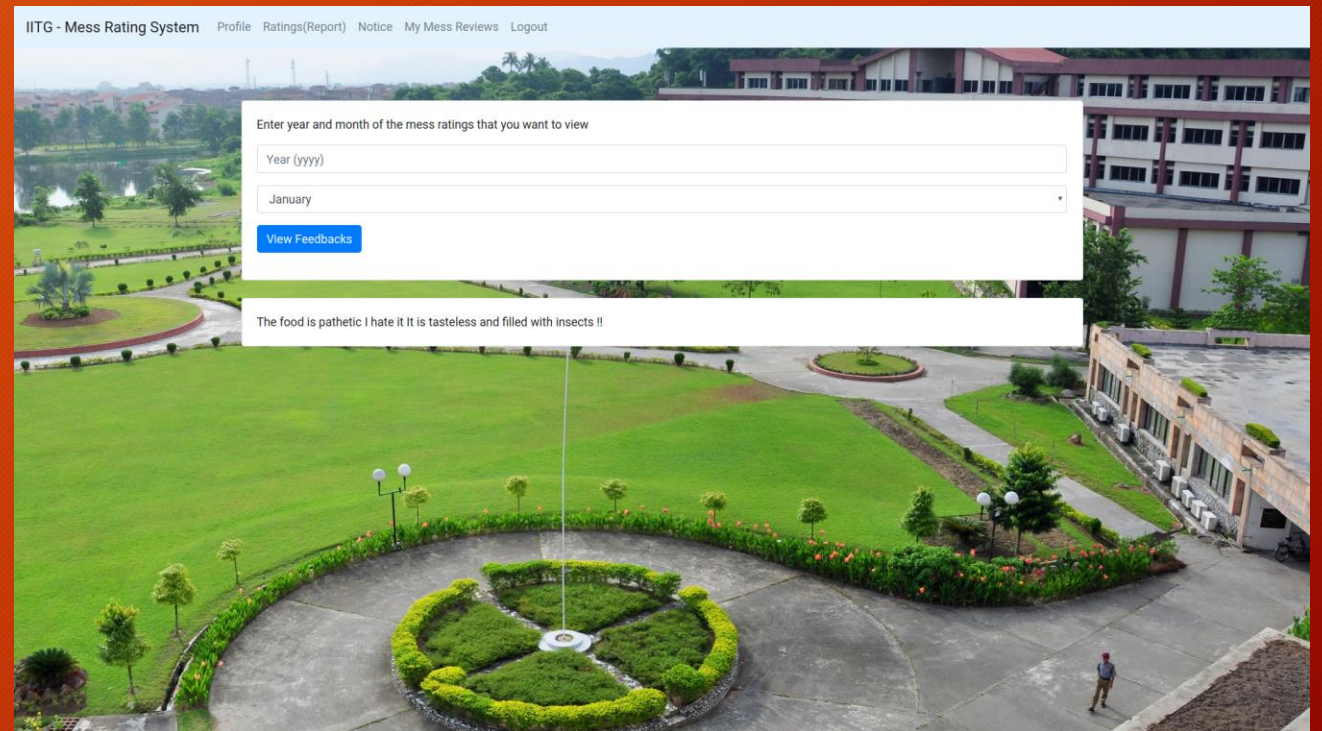 IITG - Mess Rating System Profile Ratings(Report) Notice My Mess Reviews Logout
Enter year and month of the mess ratings that you want to view
Year (yyyy)
January
View Feedbacks
The food is pathetic I hate it It is tasteless and filled with insects !!